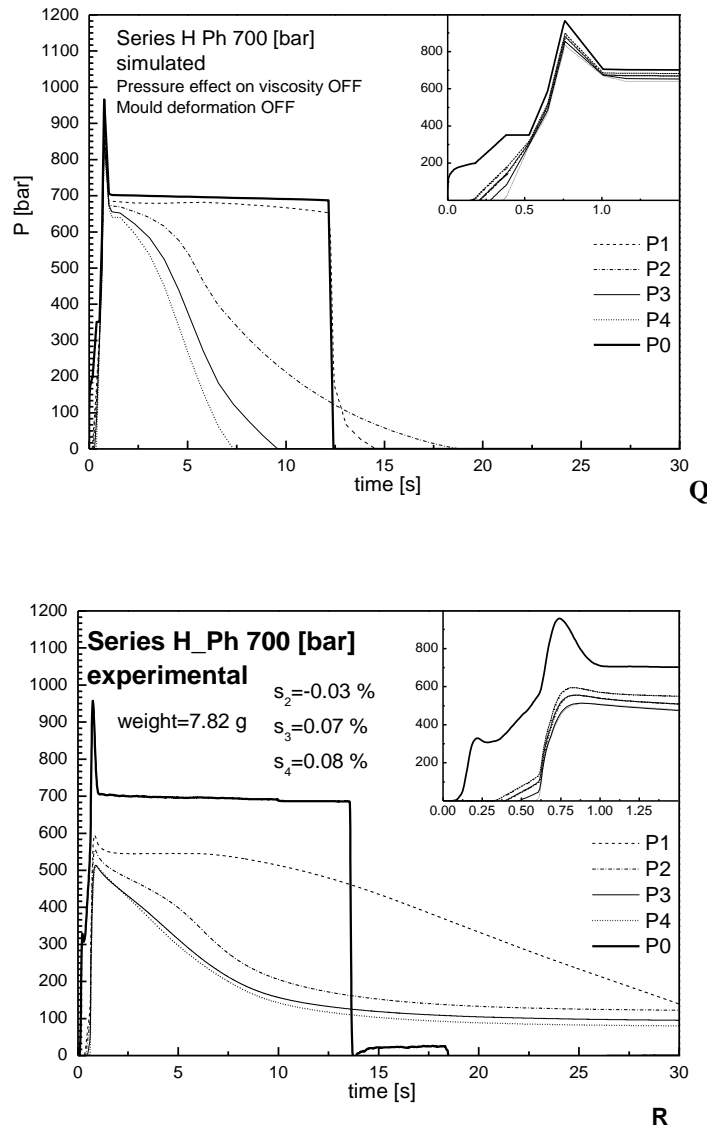 Series H Ph 700 [bar]
simulated
Pressure effect on viscosity OFF
Mould deformation OFF
P [bar]
1200
1100
1000
900
800
700
600
500
400
300
200
100
0
0 5 10 15 20 25 30
time [s]
800
600
400
200
0.0 0.5 1.0
P1
P2
P3
P4
P0
Q
Series H_Ph 700 [bar]
experimental
weight=7.82 g
s2=-0.03 %
s3=0.07 %
s4=0.08 %
1200
1100
1000
900
800
700
600
500
400
300
200
100
0
0 5 10 15 20 25 30
time [s]
800
600
400
200
0.00 0.25 0.50 0.75 1.00 1.25
P1
P2
P3
P4
P0
R